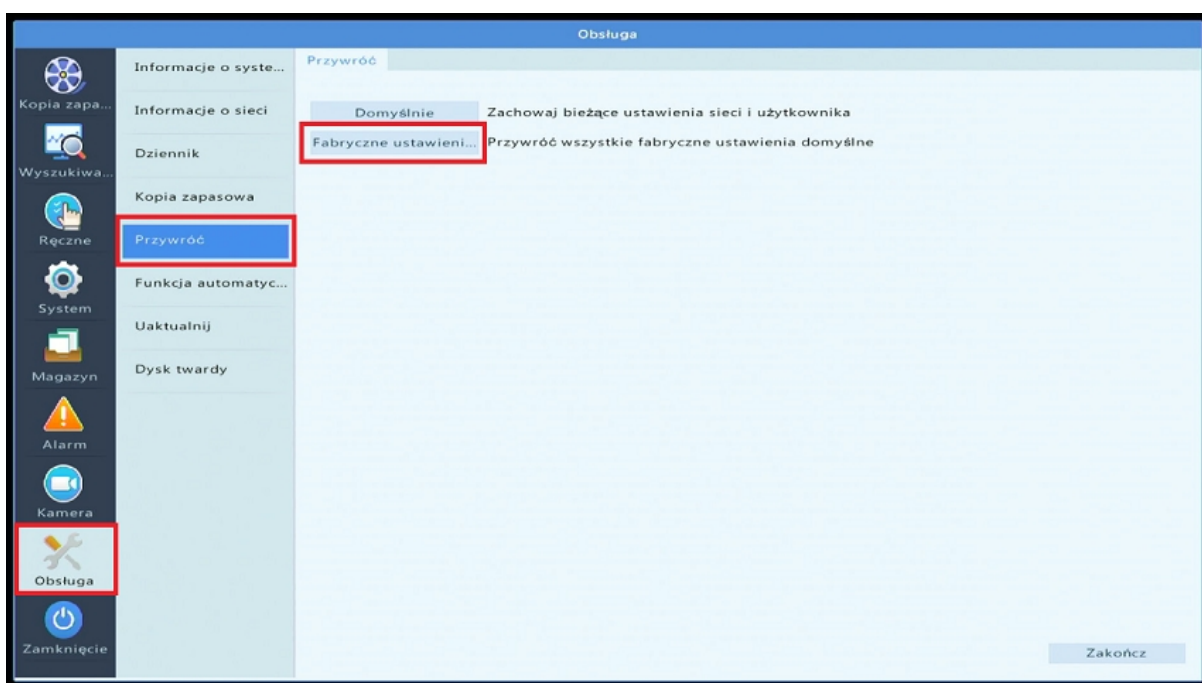 Obsługa
Kopia zapa...
Wyszukiwa...
Ręczne
System
Magazyn
Alarm
Kamera
Obsługa
Zamknięcie
Informacje o syste...
Informacje o sieci
Dziennik
Kopia zapasowa
Przywróć
Funkcja automatyc...
Uaktualnij
Dysk twardy
Przywróć
Domyślnie Zachowaj bieżące ustawienia sieci i użytkownika
Fabryczne ustawieni... Przywróć wszystkie fabryczne ustawienia domyślne
Zakończ